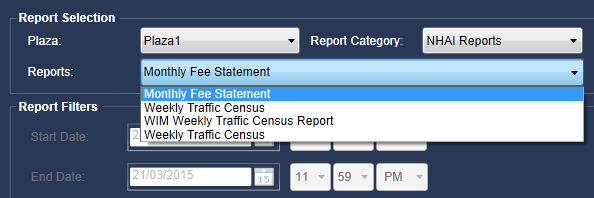 Report Selection
Plaza: Plaza1 Report Category: NHAI Reports
Reports: Monthly Fee Statement
Monthly Fee Statement
Weekly Traffic Census
WIM Weekly Traffic Census Report
Weekly Traffic Census
Report Filters
Start Date:
End Date: 21/03/2015 15 11 59 PM